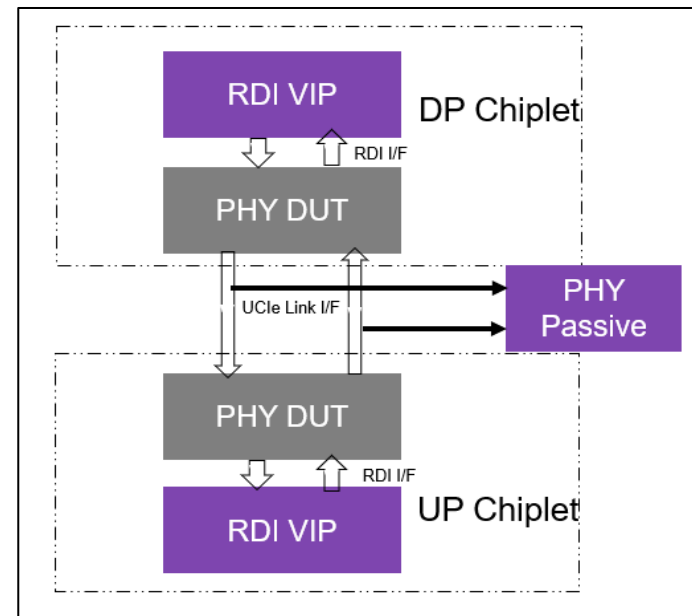 RDI VIP
DP Chiplet
RDI I/F
PHY DUT
UCIe Link I/F
PHY
Passive
PHY DUT
RDI I/F
RDI VIP
UP Chiplet